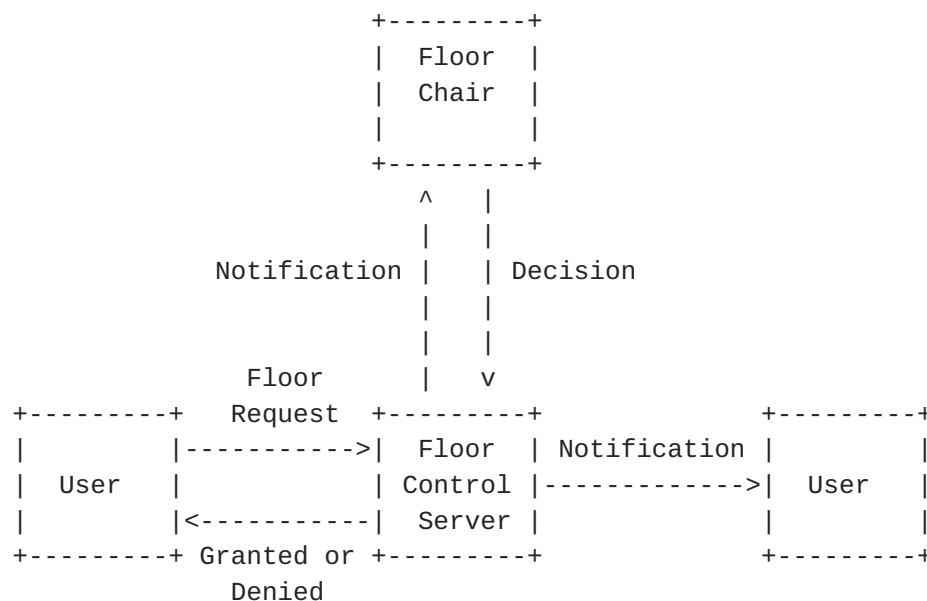 Floor
Chair
Notification Decision
Floor
Request
Floor Notification
User Control User
Server
Granted or
Denied